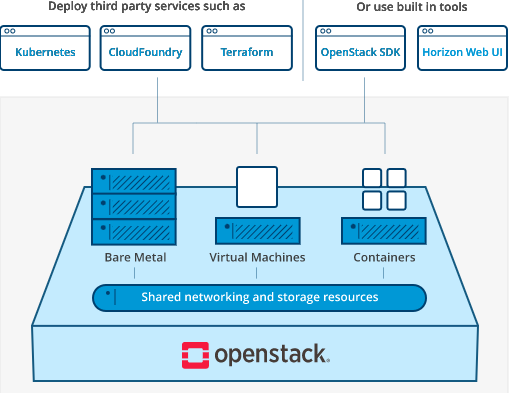 Deploy third party services such as
Or use built in tools
Kubernetes
CloudFoundry
Terraform
OpenStack SDK
Horizon Web UI
Bare Metal
Virtual Machines
Containers
Shared networking and storage resources
openstack.